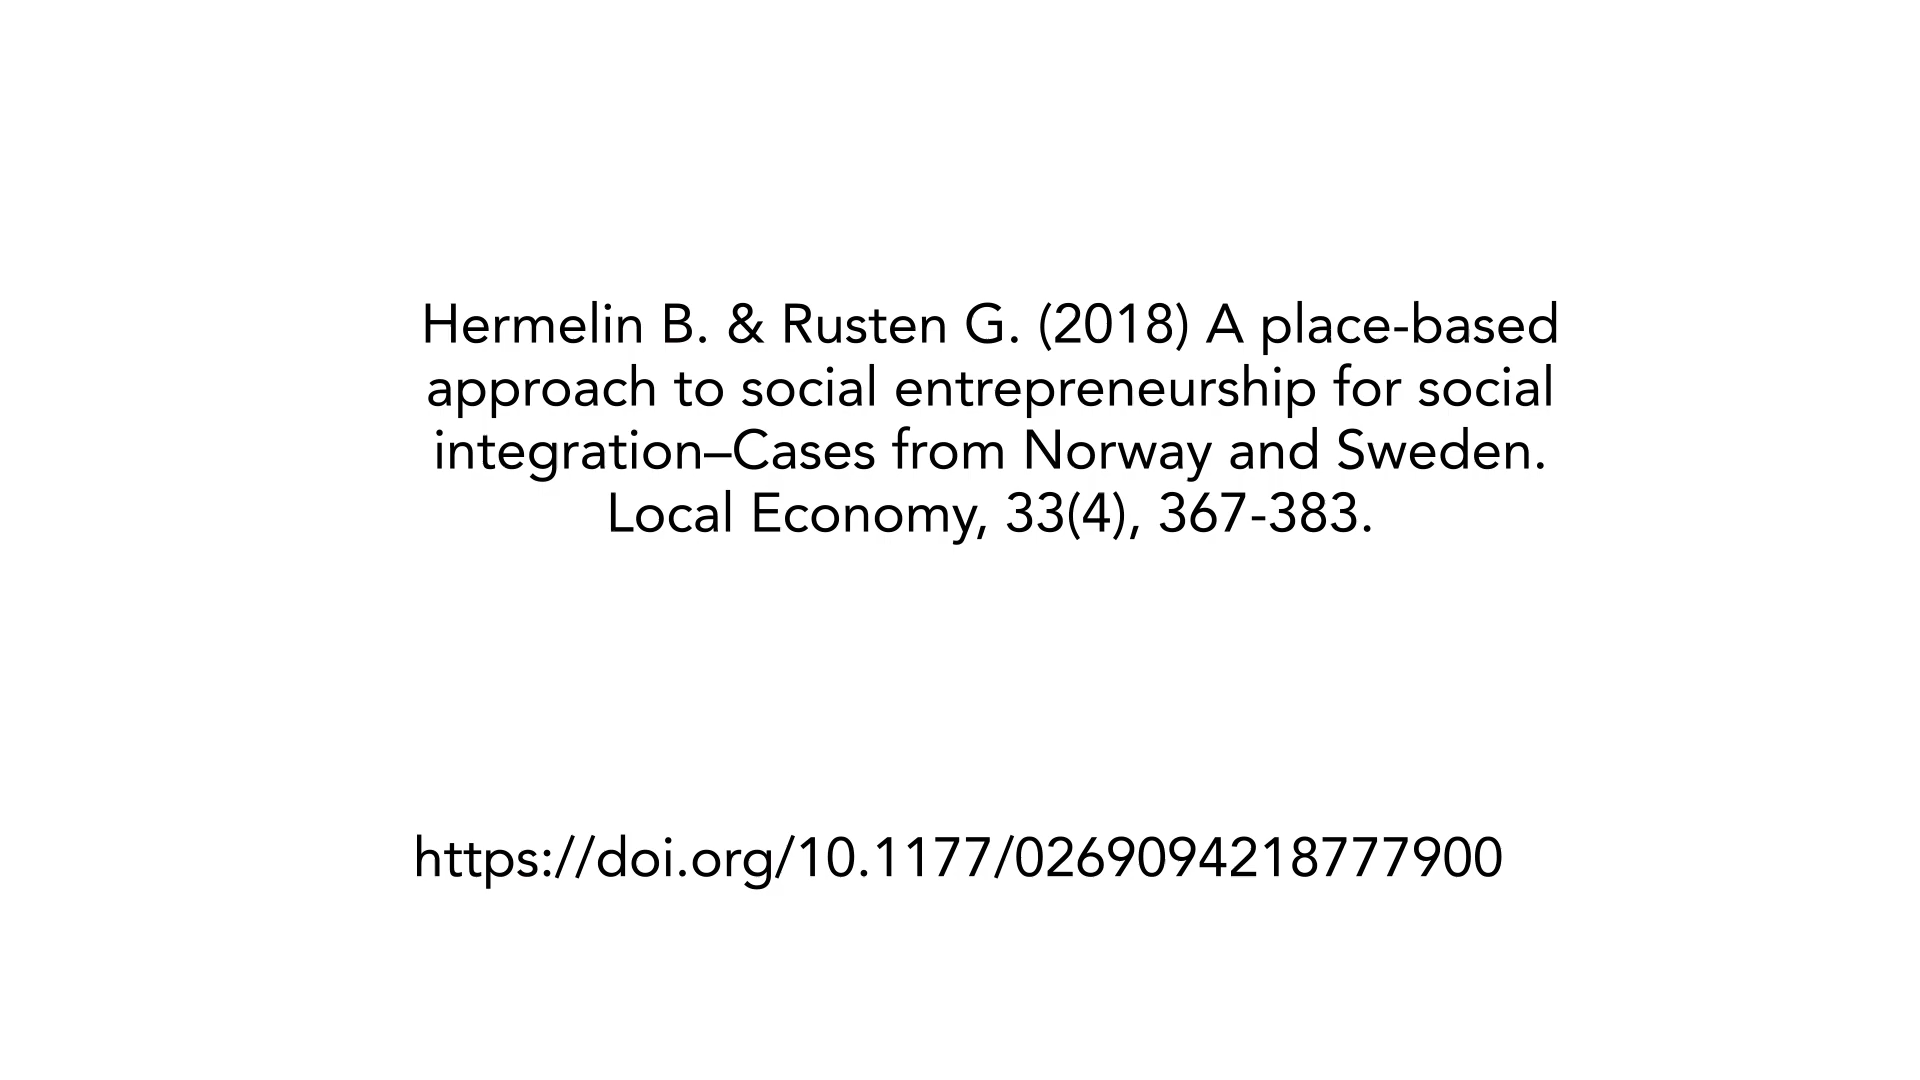 Hermelin B. & Rusten G. (2018) A place-based
approach to social entrepreneurship for social
integration–Cases from Norway and Sweden.
Local Economy, 33(4), 367-383.
https://doi.org/10.1177/0269094218777900